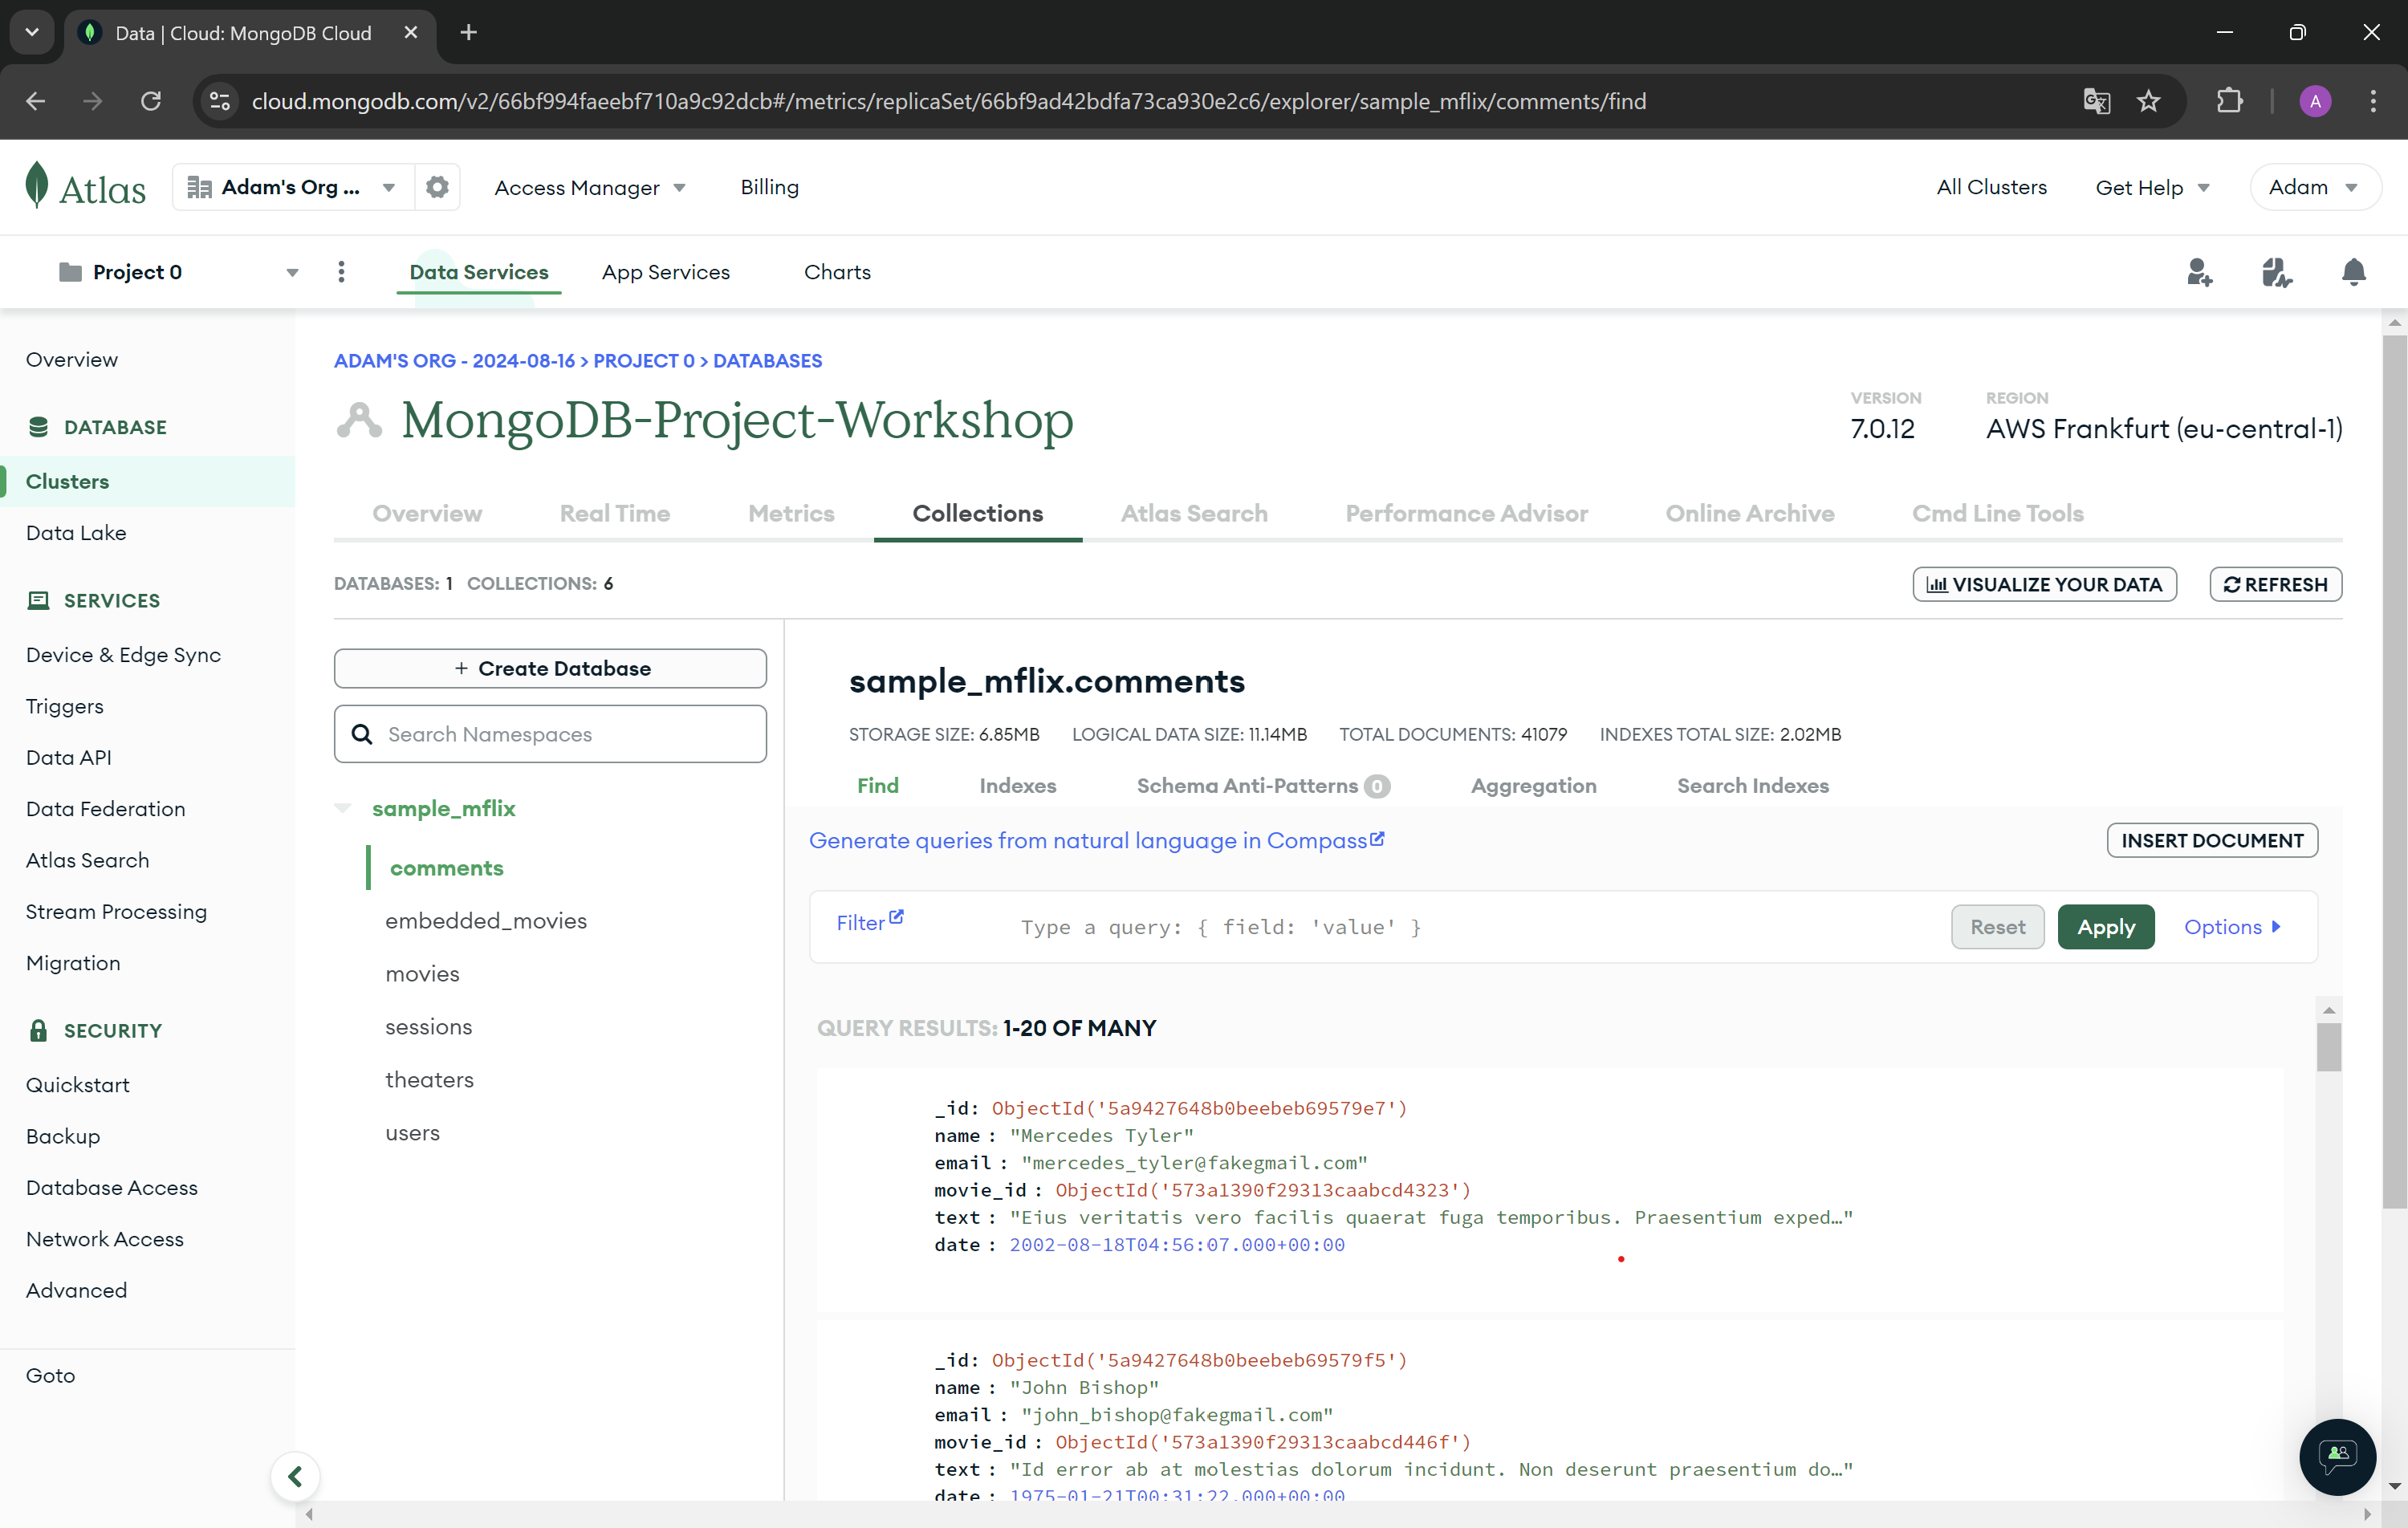 Data | Cloud: MongoDB Cloud
cloud.mongodb.com/v2/66bf994faeebf710a9c92dcb#/metrics/replicaSet/66bf9ad42bdfa73ca930e2c6/explorer/sample_mflix/comments/find
A
Atlas
Adam's Org ...
Access Manager
Billing
All Clusters
Get Help
Adam
Project 0
Data Services
App Services
Charts
Overview
DATABASE
Clusters
Data Lake
SERVICES
Device & Edge Sync
Triggers
Data API
Data Federation
Atlas Search
Stream Processing
Migration
SECURITY
Quickstart
Backup
Database Access
Network Access
Advanced
Goto
ADAM'S ORG - 2024-08-16 > PROJECT 0 > DATABASES
MongoDB-Project-Workshop
VERSION
7.0.12
REGION
AWS Frankfurt (eu-central-1)
Overview
Real Time
Metrics
Collections
Atlas Search
Performance Advisor
Online Archive
Cmd Line Tools
DATABASES: 1 COLLECTIONS: 6
VISUALIZE YOUR DATA
REFRESH
+ Create Database
Search Namespaces
sample_mflix
comments
embedded_movies
movies
sessions
theaters
users
sample_mflix.comments
STORAGE SIZE: 6.85MB LOGICAL DATA SIZE: 11.14MB TOTAL DOCUMENTS: 41079 INDEXES TOTAL SIZE: 2.02MB
Find
Indexes
Schema Anti-Patterns 0
Aggregation
Search Indexes
Generate queries from natural language in Compass
INSERT DOCUMENT
Filter
Type a query: { field: 'value' }
Reset
Apply
Options
QUERY RESULTS: 1-20 OF MANY
_id: ObjectId('5a9427648b0beebeb69579e7')
name : "Mercedes Tyler"
email : "mercedes_tyler@fakegmail.com"
movie_id : ObjectId('573a1390f29313caabcd4323')
text : "Eius veritatis vero facilis quaerat fuga temporibus. Praesentium exped…"
date : 2002-08-18T04:56:07.000+00:00
_id: ObjectId('5a9427648b0beebeb69579f5')
name : "John Bishop"
email : "john_bishop@fakegmail.com"
movie_id : ObjectId('573a1390f29313caabcd446f')
text : "Id error ab at molestias dolorum incidunt. Non deserunt praesentium do…"
date : 1975-01-21T00:31:22.000+00:00